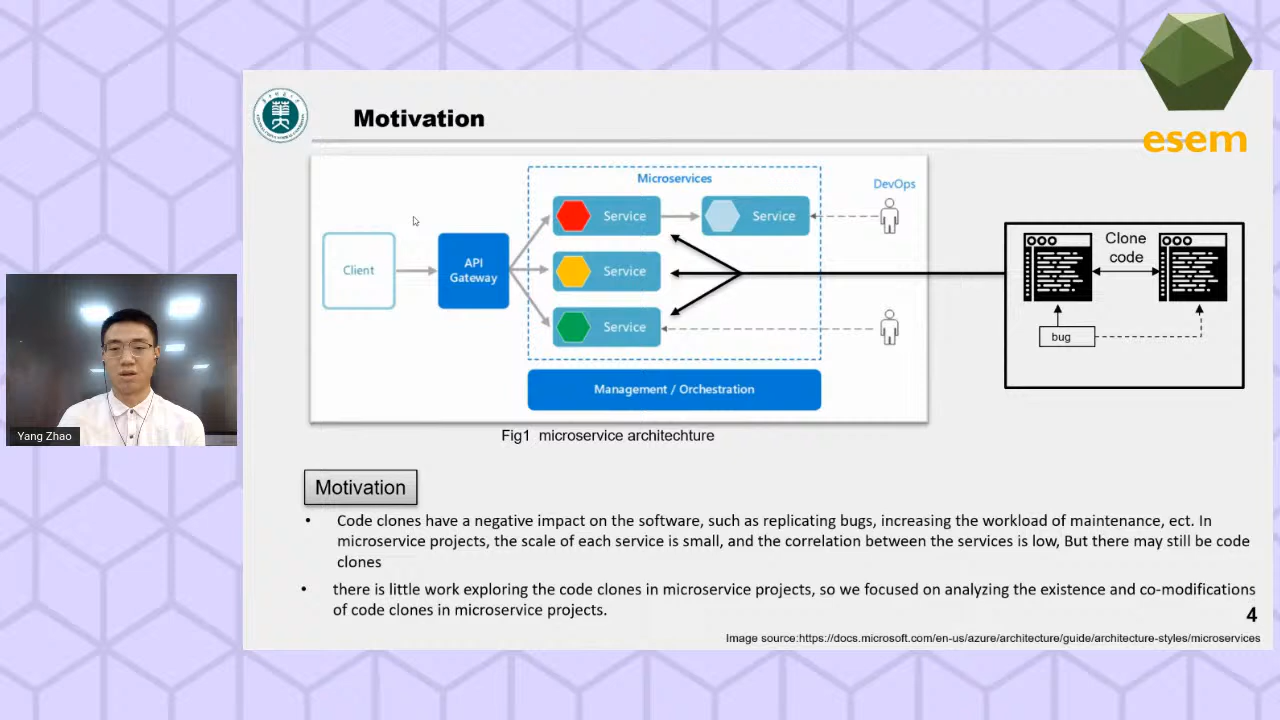 esem
Motivation
Microservices
DevOps
Service
Service
Client
API
Gateway
Service
Service
Clone
code
bug
Management / Orchestration
Fig1 microservice architechture
Yang Zhao
Motivation
• Code clones have a negative impact on the software, such as replicating bugs, increasing the workload of maintenance, ect. In
microservice projects, the scale of each service is small, and the correlation between the services is low, But there may still be code
clones
• there is little work exploring the code clones in microservice projects, so we focused on analyzing the existence and co-modifications
of code clones in microservice projects.
4
Image source:https://docs.microsoft.com/en-us/azure/architecture/guide/architecture-styles/microservices